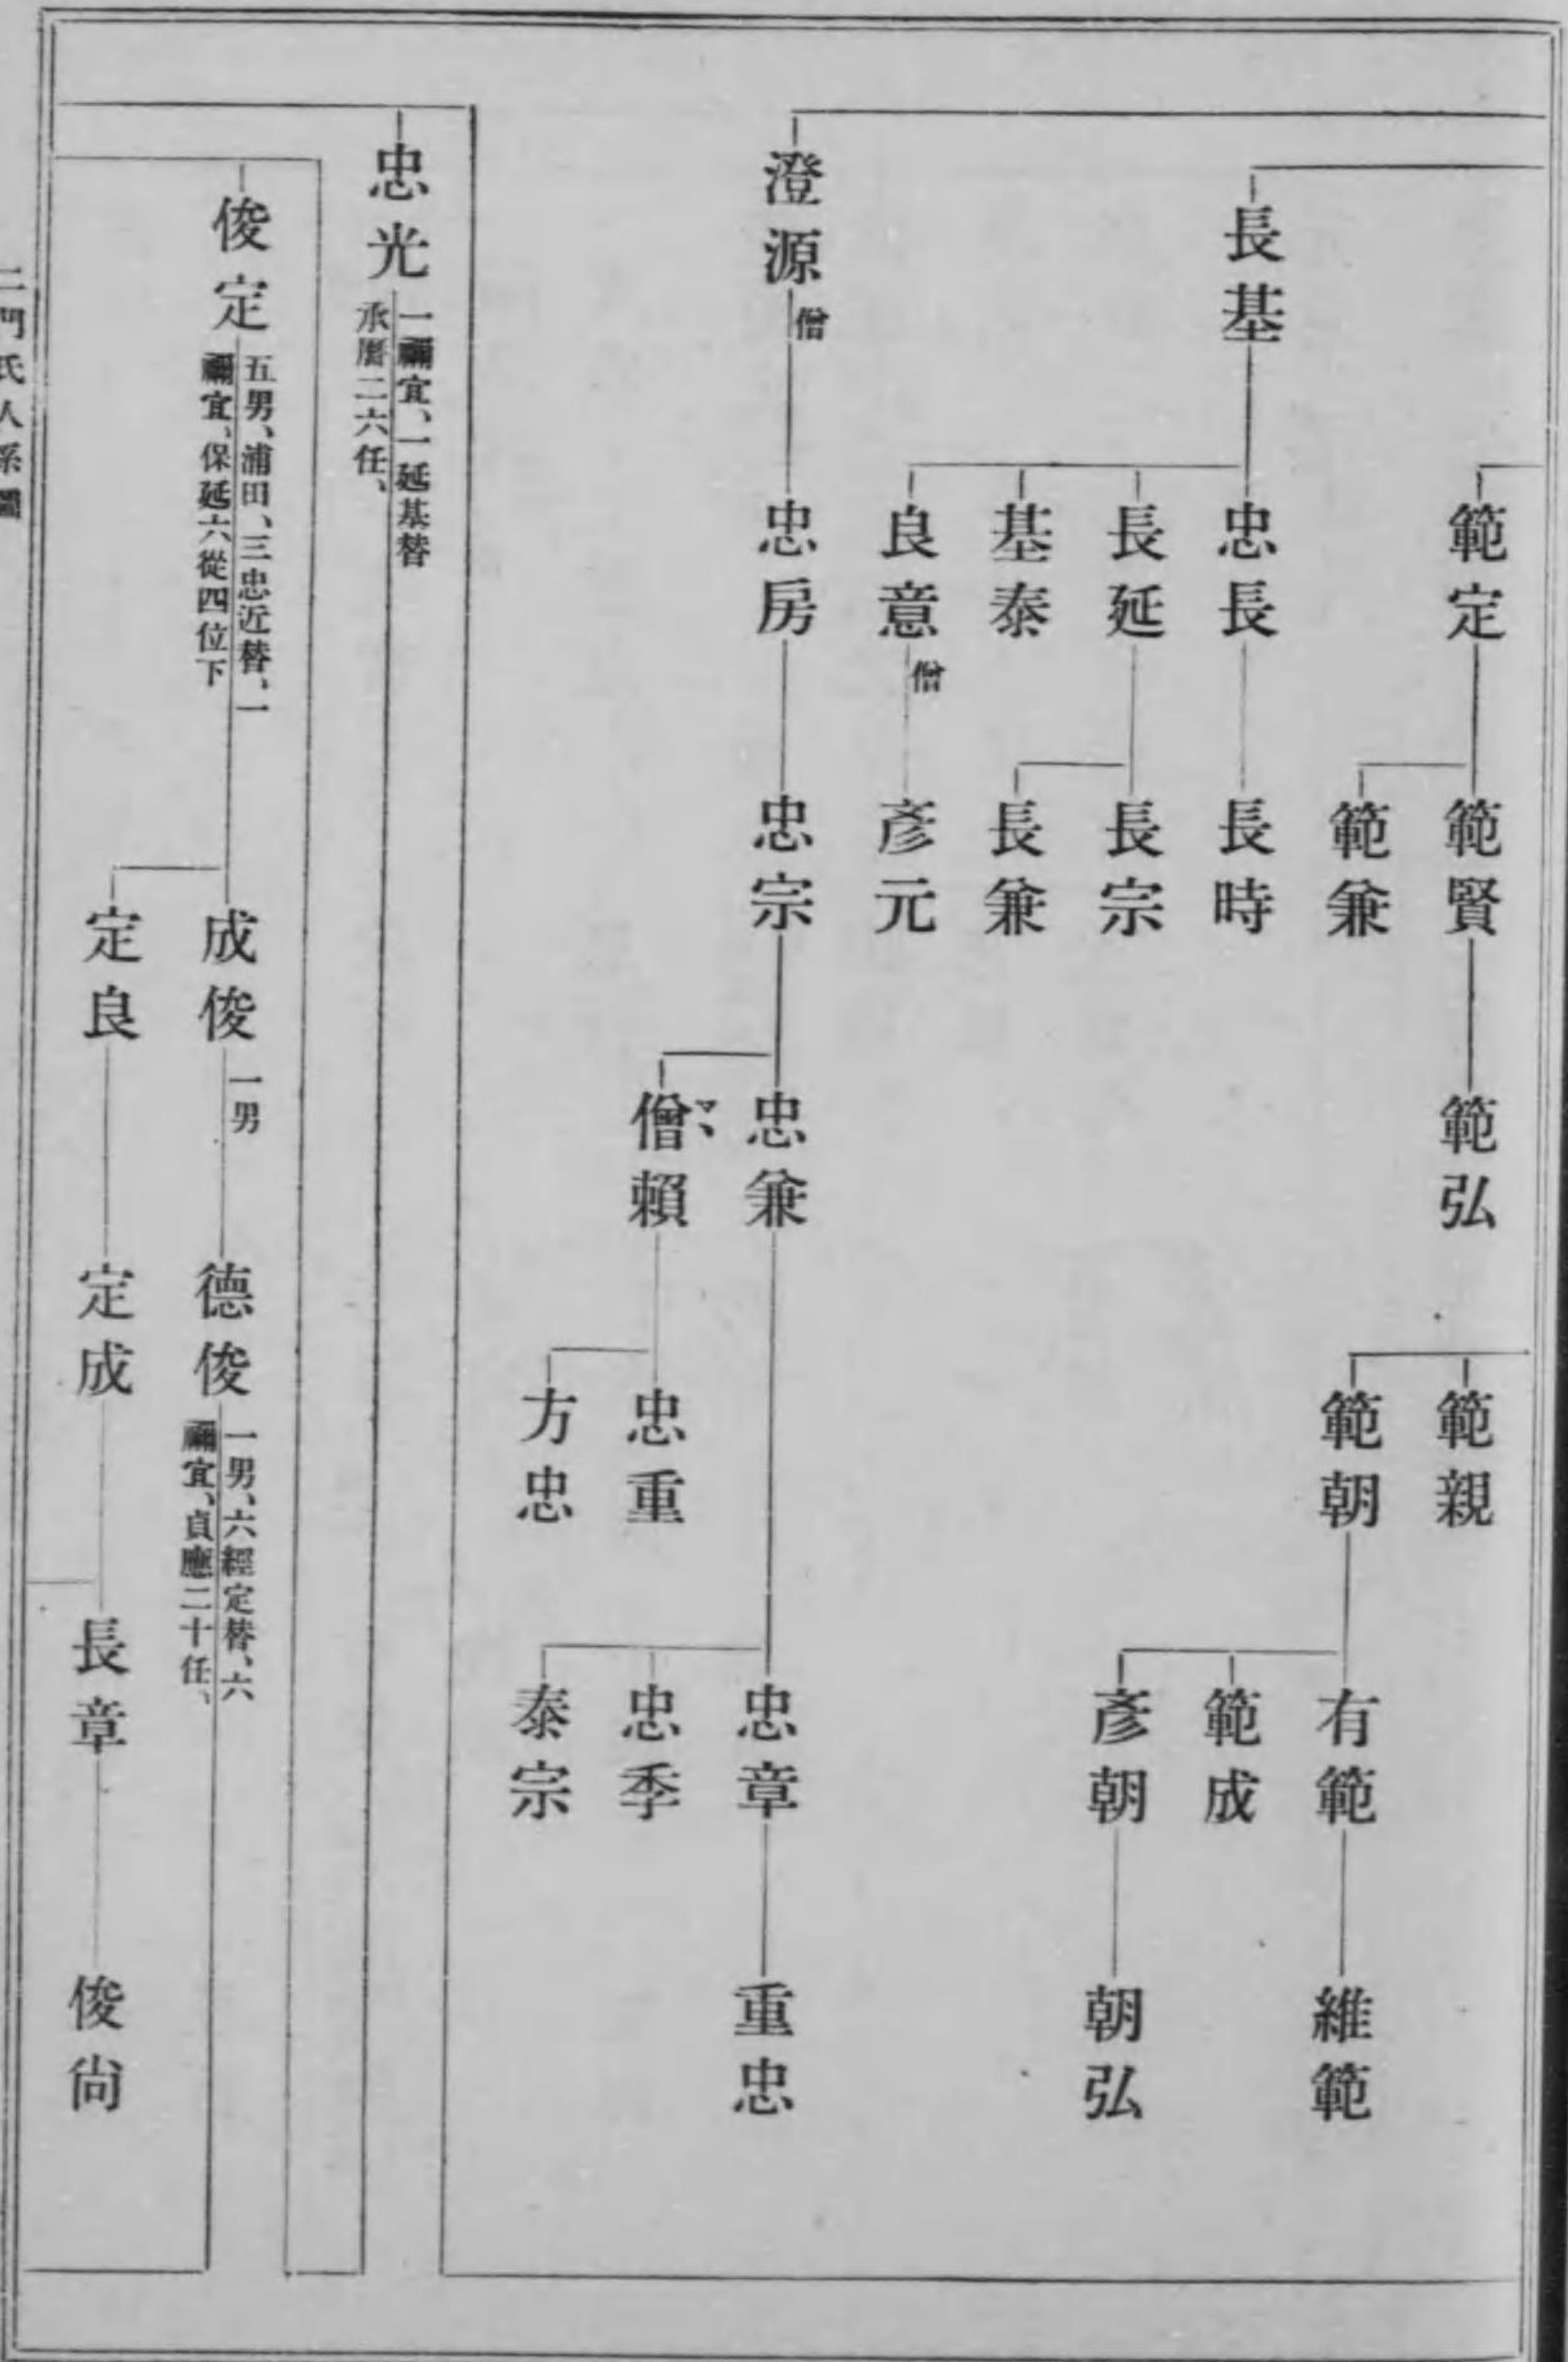 範定
範賢
範弘
範兼
範親
範朝
有範
維範
範成
彥朝
朝弘
長基
忠長
長時
長延
長宗
長兼
基泰
良意
僧
彥元
澄源
僧
忠房
忠宗
忠兼
忠章
重忠
忠季
泰宗
僧賴
マヽ
忠重
方忠
忠光
一禰宜、一延基替
承曆二六任、
俊定
五男、浦田、三忠近替、一
禰宜、保延六從四位下
成俊
一男
德俊
一男、六經定替、六
禰宜、貞應二十任、
定良
定成
長章
俊尙
二門氏人系圖